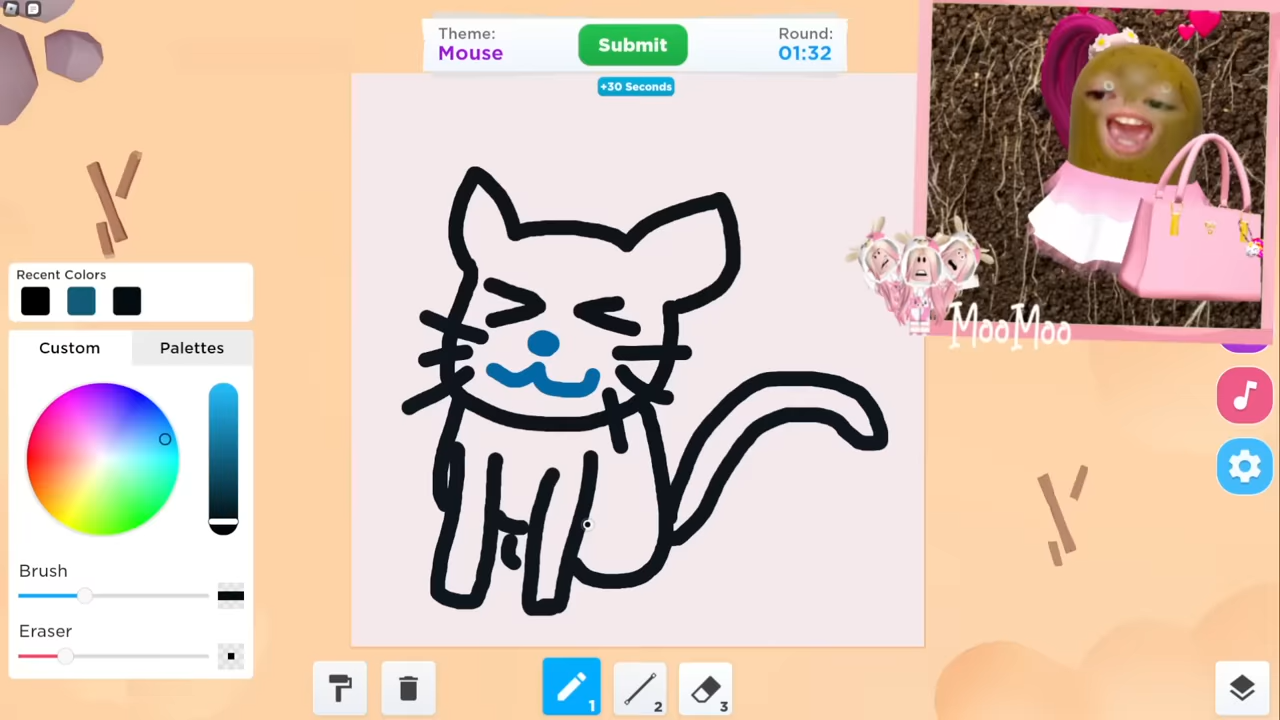 Theme:
Mouse
Submit
Round:
01:32
+30 Seconds
Recent Colors
Custom
Palettes
Brush
Eraser
1
2
3
MooMoo